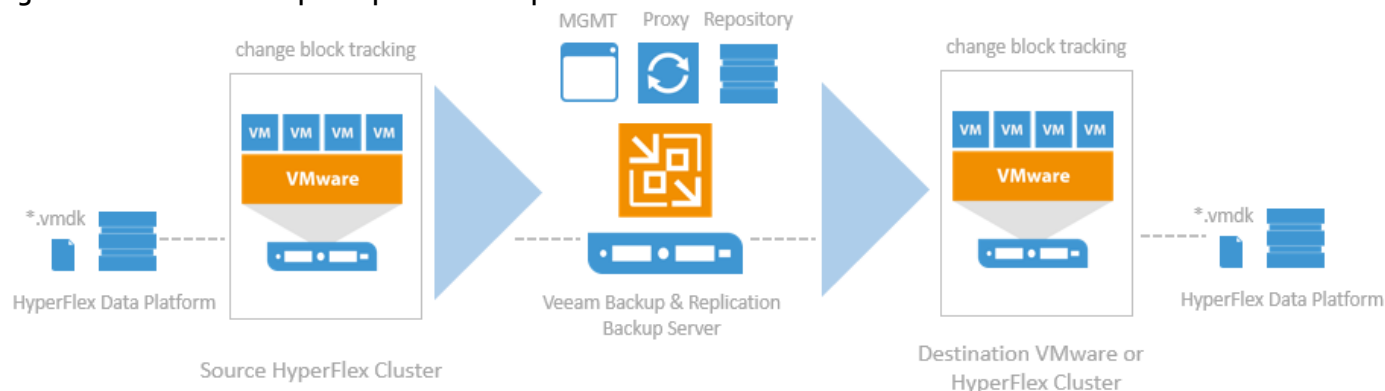 MGMT Proxy Repository
change block tracking
change block tracking
VM VM VM VM
VMware
VM VM VM VM
VMware
*.vmdk
*.vmdk
HyperFlex Data Platform
Veeam Backup & Replication
Backup Server
HyperFlex Data Platform
Source HyperFlex Cluster
Destination VMware or
HyperFlex Cluster